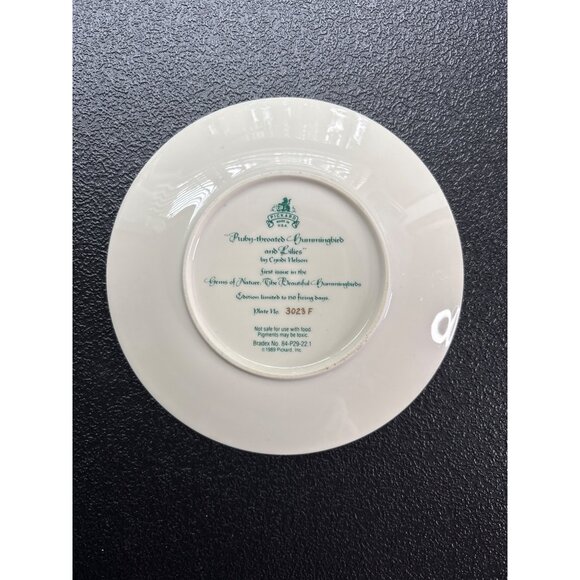 PICKARD
MADE IN
U.S.A.
"Ruby-throated Hummingbird
and Lilies"
by Cyndi Nelson
first issue in the
Gems of Nature: The Beautiful Hummingbirds
Edition limited to 150 firing days.
Plate No. 3023 F
Not safe for use with food.
Pigments may be toxic.
Bradex No. 84-P29-22.1
©1989 Pickard, Inc.